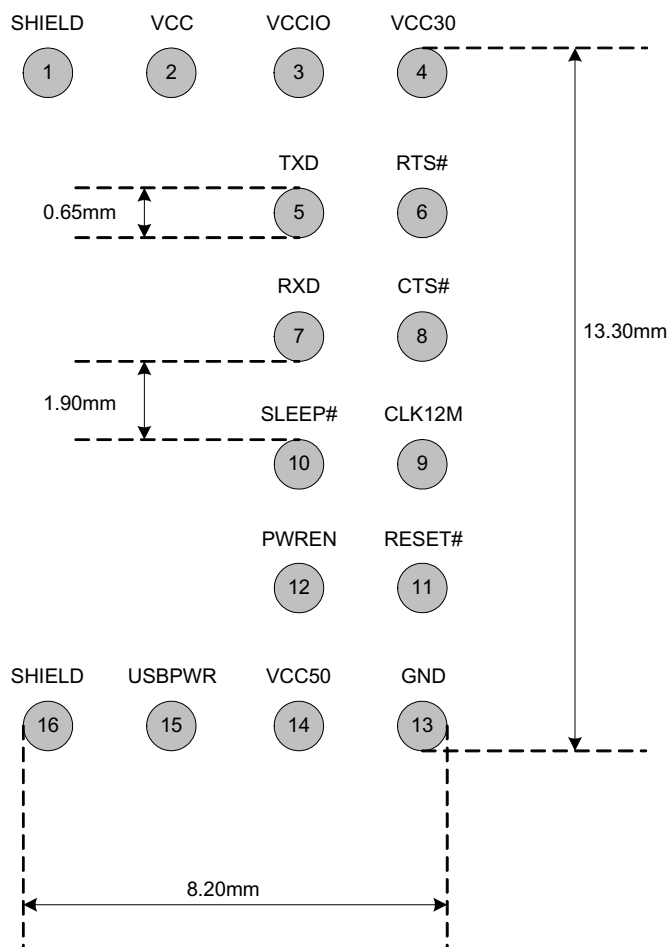 SHIELD VCC VCCIO VCC30
1 2 3 4
TXD RTS#
0.65mm 5 6
RXD CTS#
7 8
13.30mm
1.90mm
SLEEP# CLK12M
10 9
PWREN RESET#
12 11
SHIELD USBPWR VCC50 GND
16 15 14 13
8.20mm